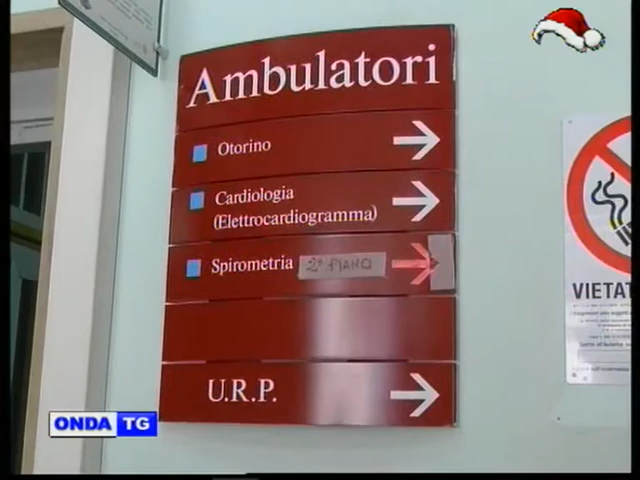 Ambulatori
Otorino
Cardiologia
(Elettrocardiogramma)
Spirometria 2° PIANO
U.R.P.
VIETAT
ONDA TG